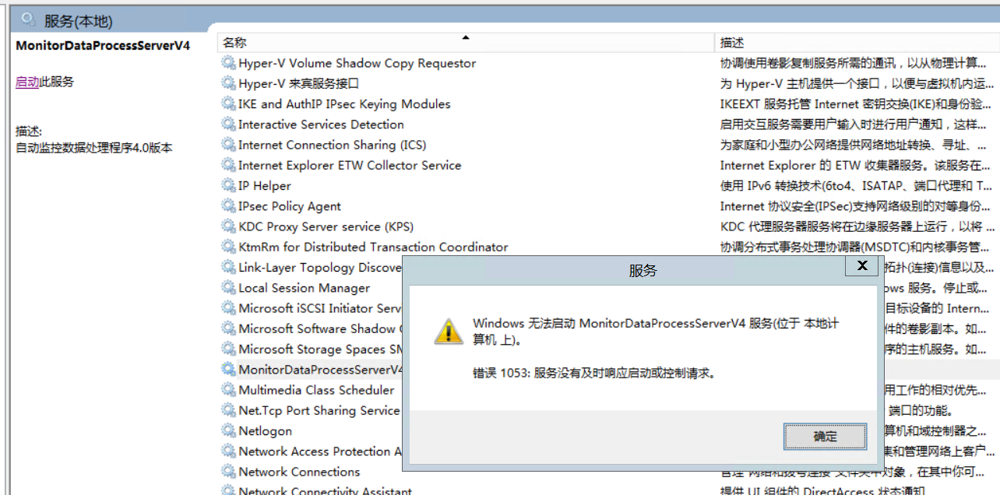 服务(本地)
MonitorDataProcessServerV4
启动此服务
描述:
自动监控数据处理程序4.0版本
名称 描述
Hyper-V Volume Shadow Copy Requestor 协调使用卷影复制服务所需的通讯，以从物理计算...
Hyper-V 来宾服务接口 为 Hyper-V 主机提供一个接口，以便与虚拟机内运...
IKE and AuthIP IPsec Keying Modules IKEEXT 服务托管 Internet 密钥交换(IKE)和身份验...
Interactive Services Detection 启用交互服务需要用户输入时进行用户通知，这样...
Internet Connection Sharing (ICS) 为家庭和小型办公网络提供网络地址转换、寻址、...
Internet Explorer ETW Collector Service Internet Explorer 的 ETW 收集器服务。该服务在...
IP Helper 使用 IPv6 转换技术(6to4、ISATAP、端口代理和 T...
IPsec Policy Agent Internet 协议安全(IPSec)支持网络级别的对等身份...
KDC Proxy Server service (KPS) KDC 代理服务器服务将在边缘服务器上运行，以将 ...
KtmRm for Distributed Transaction Coordinator 协调分布式事务处理协调器(MSDTC)和内核事务管...
Link-Layer Topology Discove 拓扑(连接)信息以及...
Local Session Manager ows 服务。停止或...
Microsoft iSCSI Initiator Servi 目标设备的 Intern...
Microsoft Software Shadow 件的卷影副本。如...
Microsoft Storage Spaces SM 序的主机服务。如...
MonitorDataProcessServerV4
Multimedia Class Scheduler 用工作的相对优先...
Net.Tcp Port Sharing Service 端口的功能。
Netlogon 算机和域控制器之...
Network Access Protection A 集和管理网络上客户...
Network Connections 管理“网络和拨号连接”文件夹中对象，在其中你可...
Network Connectivity Assistant 提供 UI 组件的 DirectAccess 状态通知
服务
X
Windows 无法启动 MonitorDataProcessServerV4 服务(位于 本地计
算机 上)。
错误 1053: 服务没有及时响应启动或控制请求。
确定